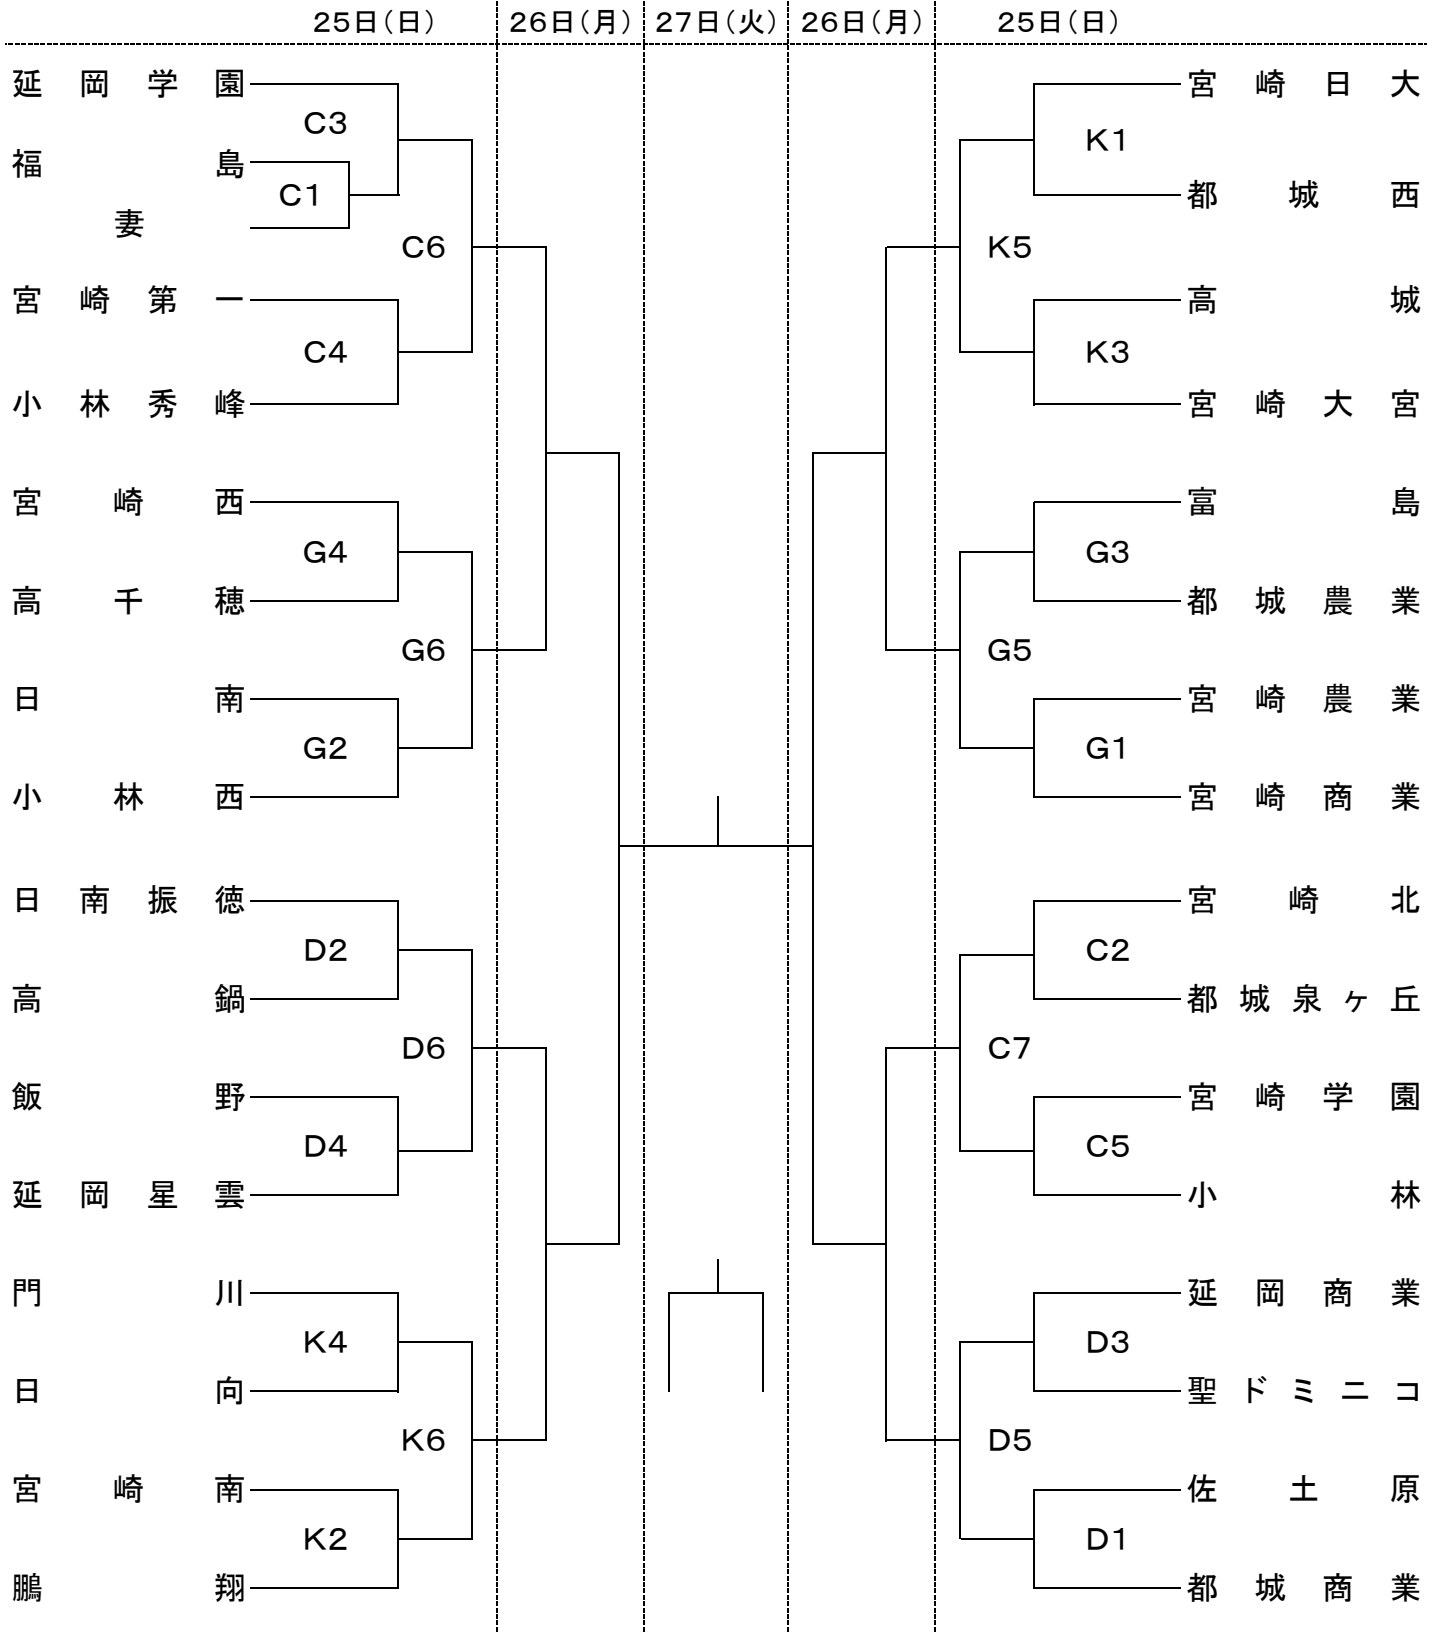 25日(日) 26日(月) 27日(火) 26日(月) 25日(日)
延岡学園 宮崎日大
C3 K1
福島
C1 都城西
妻
C6 K5
宮崎第一 高城
C4 K3
小林秀峰 宮崎大宮
宮崎西 富島
G4 G3
高千穂 都城農業
G6 G5
日南 宮崎農業
G2 G1
小林西 宮崎商業
日南振徳 宮崎北
D2 C2
高鍋 都城泉ヶ丘
D6 C7
飯野 宮崎学園
D4 C5
延岡星雲 小林
門川 延岡商業
K4 D3
日向 聖ドミニコ
K6 D5
宮崎南 佐土原
K2 D1
鵬翔 都城商業